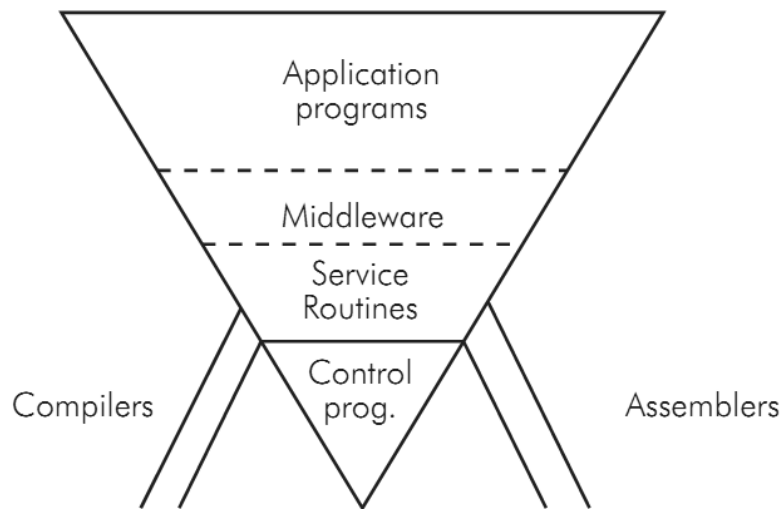 Application
programs
Middleware
Service
Routines
Control
prog.
Compilers
Assemblers